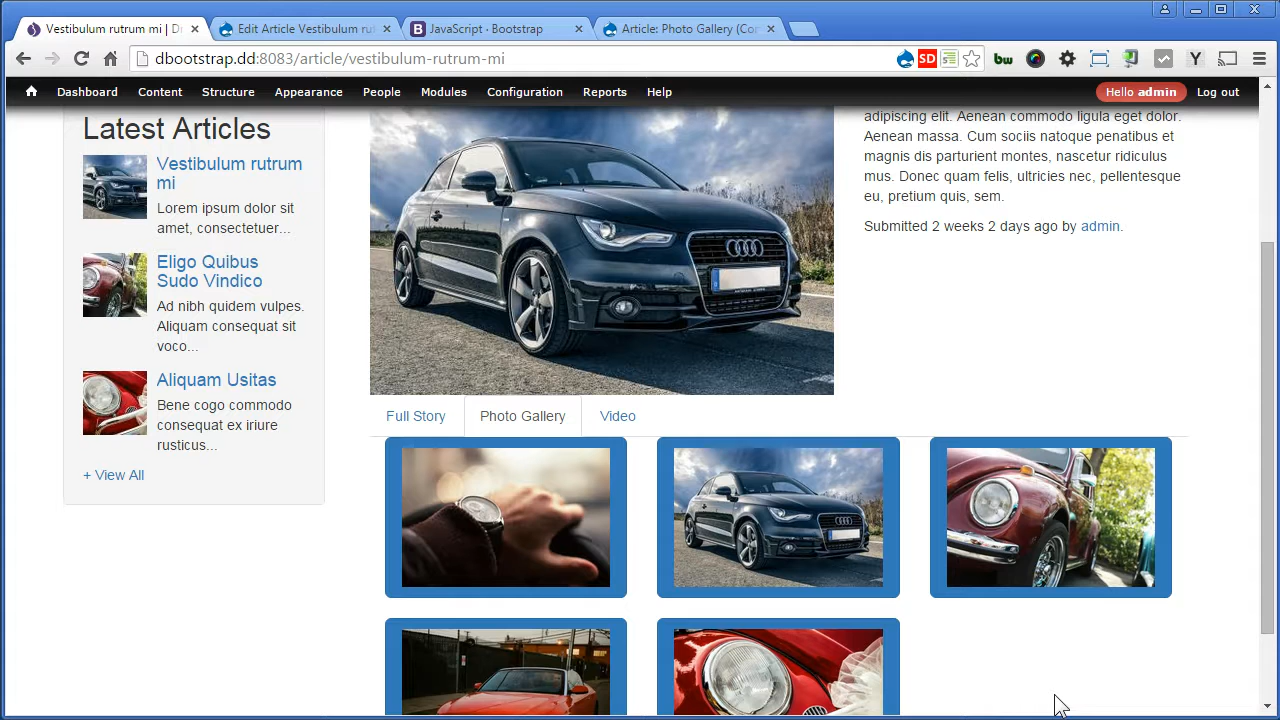 Vestibulum rutrum mi | D
Edit Article Vestibulum ru
JavaScript · Bootstrap
Article: Photo Gallery (Co
dbootstrap.dd:8083/article/vestibulum-rutrum-mi
SD
bw
Y
Dashboard
Content
Structure
Appearance
People
Modules
Configuration
Reports
Help
Hello admin
Log out
Latest Articles
Vestibulum rutrum
mi
Lorem ipsum dolor sit
amet, consectetuer...
Eligo Quibus
Sudo Vindico
Ad nibh quidem vulpes.
Aliquam consequat sit
voco...
Aliquam Usitas
Bene cogo commodo
consequat ex iriure
rusticus...
+ View All
adipiscing elit. Aenean commodo ligula eget dolor.
Aenean massa. Cum sociis natoque penatibus et
magnis dis parturient montes, nascetur ridiculus
mus. Donec quam felis, ultricies nec, pellentesque
eu, pretium quis, sem.
Submitted 2 weeks 2 days ago by admin.
Full Story
Photo Gallery
Video